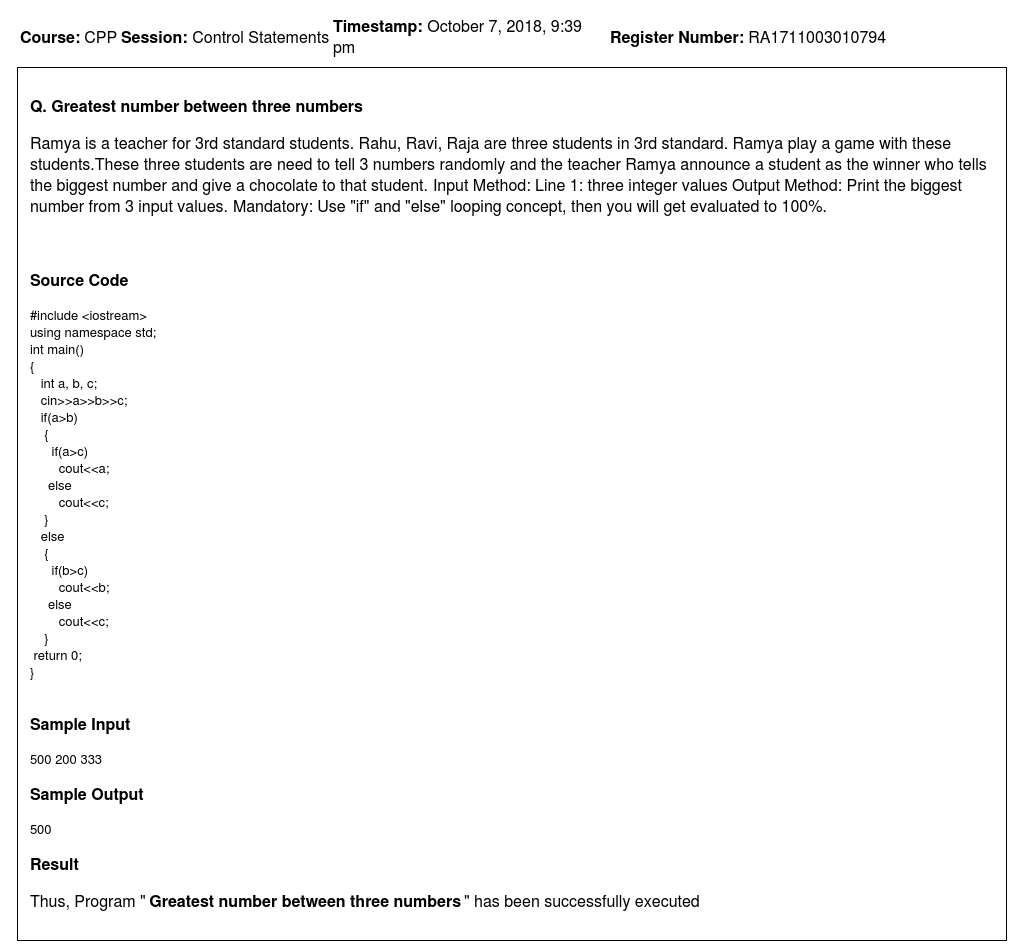 Course: CPP Session: Control Statements Timestamp: October 7, 2018, 9:39 pm Register Number: RA1711003010794
Q. Greatest number between three numbers
Ramya is a teacher for 3rd standard students. Rahu, Ravi, Raja are three students in 3rd standard. Ramya play a game with these
students.These three students are need to tell 3 numbers randomly and the teacher Ramya announce a student as the winner who tells
the biggest number and give a chocolate to that student. Input Method: Line 1: three integer values Output Method: Print the biggest
number from 3 input values. Mandatory: Use "if" and "else" looping concept, then you will get evaluated to 100%.
Source Code
#include <iostream>
using namespace std;
int main()
{
int a, b, c;
cin>>a>>b>>c;
if(a>b)
{
if(a>c)
cout<<a;
else
cout<<c;
}
else
{
if(b>c)
cout<<b;
else
cout<<c;
}
return 0;
}
Sample Input
500 200 333
Sample Output
500
Result
Thus, Program " Greatest number between three numbers " has been successfully executed